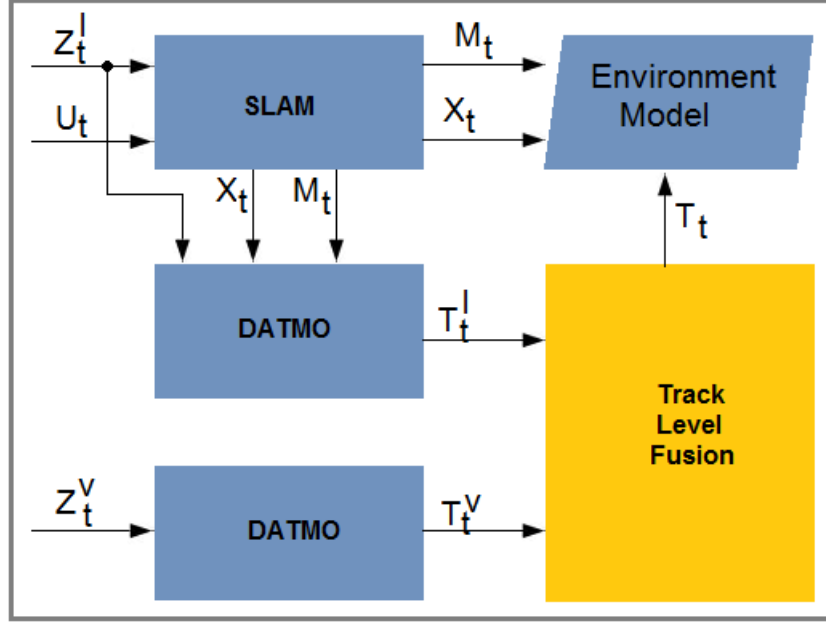 Z_t^l
M_t
Environment
Model
SLAM
U_t
X_t
X_t
M_t
T_t
DATMO
T_t^l
Track
Level
Fusion
Z_t^v
DATMO
T_t^v